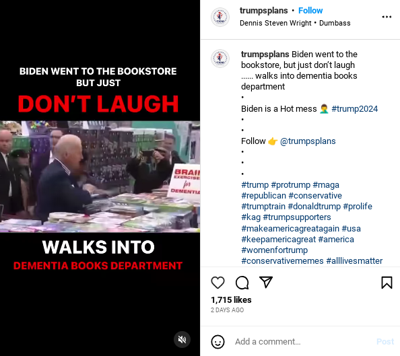 BIDEN WENT TO THE BOOKSTORE
BUT JUST
DON'T LAUGH
BRAIN
EXERCISES
FOR
DEMENTIA
WALKS INTO
DEMENTIA BOOKS DEPARTMENT
trumpsplans • Follow
Dennis Steven Wright • Dumbass
trumpsplans Biden went to the
bookstore, but just don't laugh
...... walks into dementia books
department
•
Biden is a Hot mess 🤦‍♂️ #trump2024
•
•
Follow 👉 @trumpsplans
•
•
•
#trump #protrump #maga
#republican #conservative
#trumptrain #donaldtrump #prolife
#kag #trumpsupporters
#makeamericagreatagain #usa
#keepamericagreat #america
#womenfortrump
#conservativememes #alllivesmatter
1,715 likes
2 DAYS AGO
Add a comment...
Post